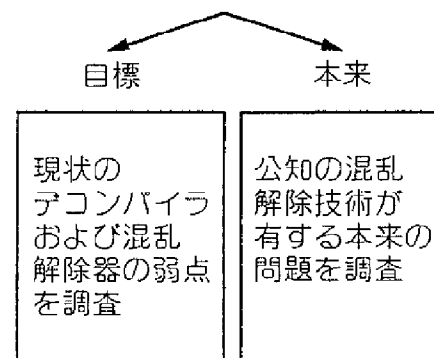 目標
本来
現状の
デコンパイラ
および混乱
解除器の弱点
を調査
公知の混乱
解除技術が
有する本来の
問題を調査